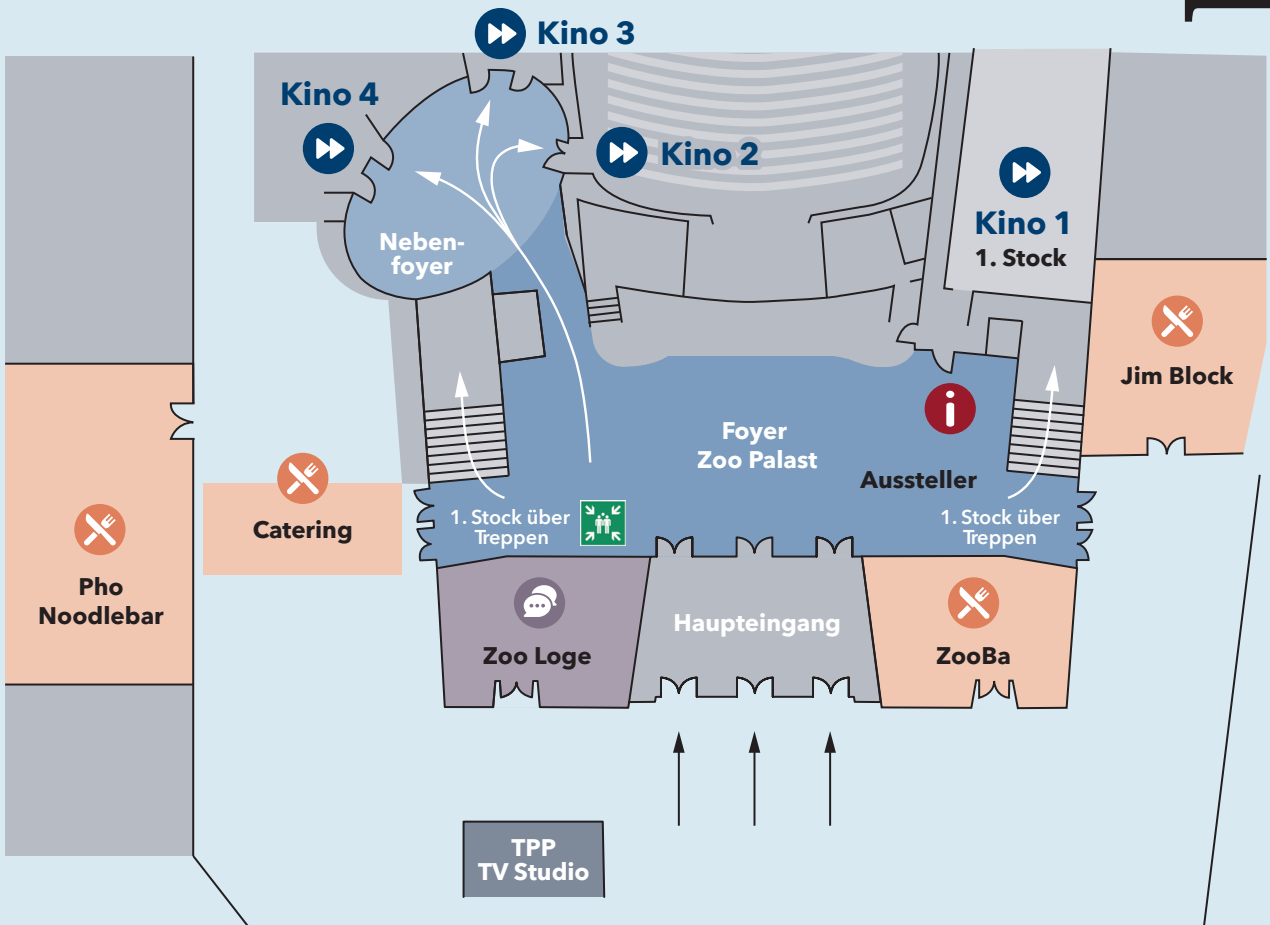 Kino 3
Kino 4
Kino 2
Kino 1
1. Stock
Neben-
foyer
Jim Block
Foyer
Zoo Palast
Aussteller
Catering
1. Stock über
Treppen
1. Stock über
Treppen
Pho
Noodlebar
Haupteingang
Zoo Loge
ZooBa
TPP
TV Studio